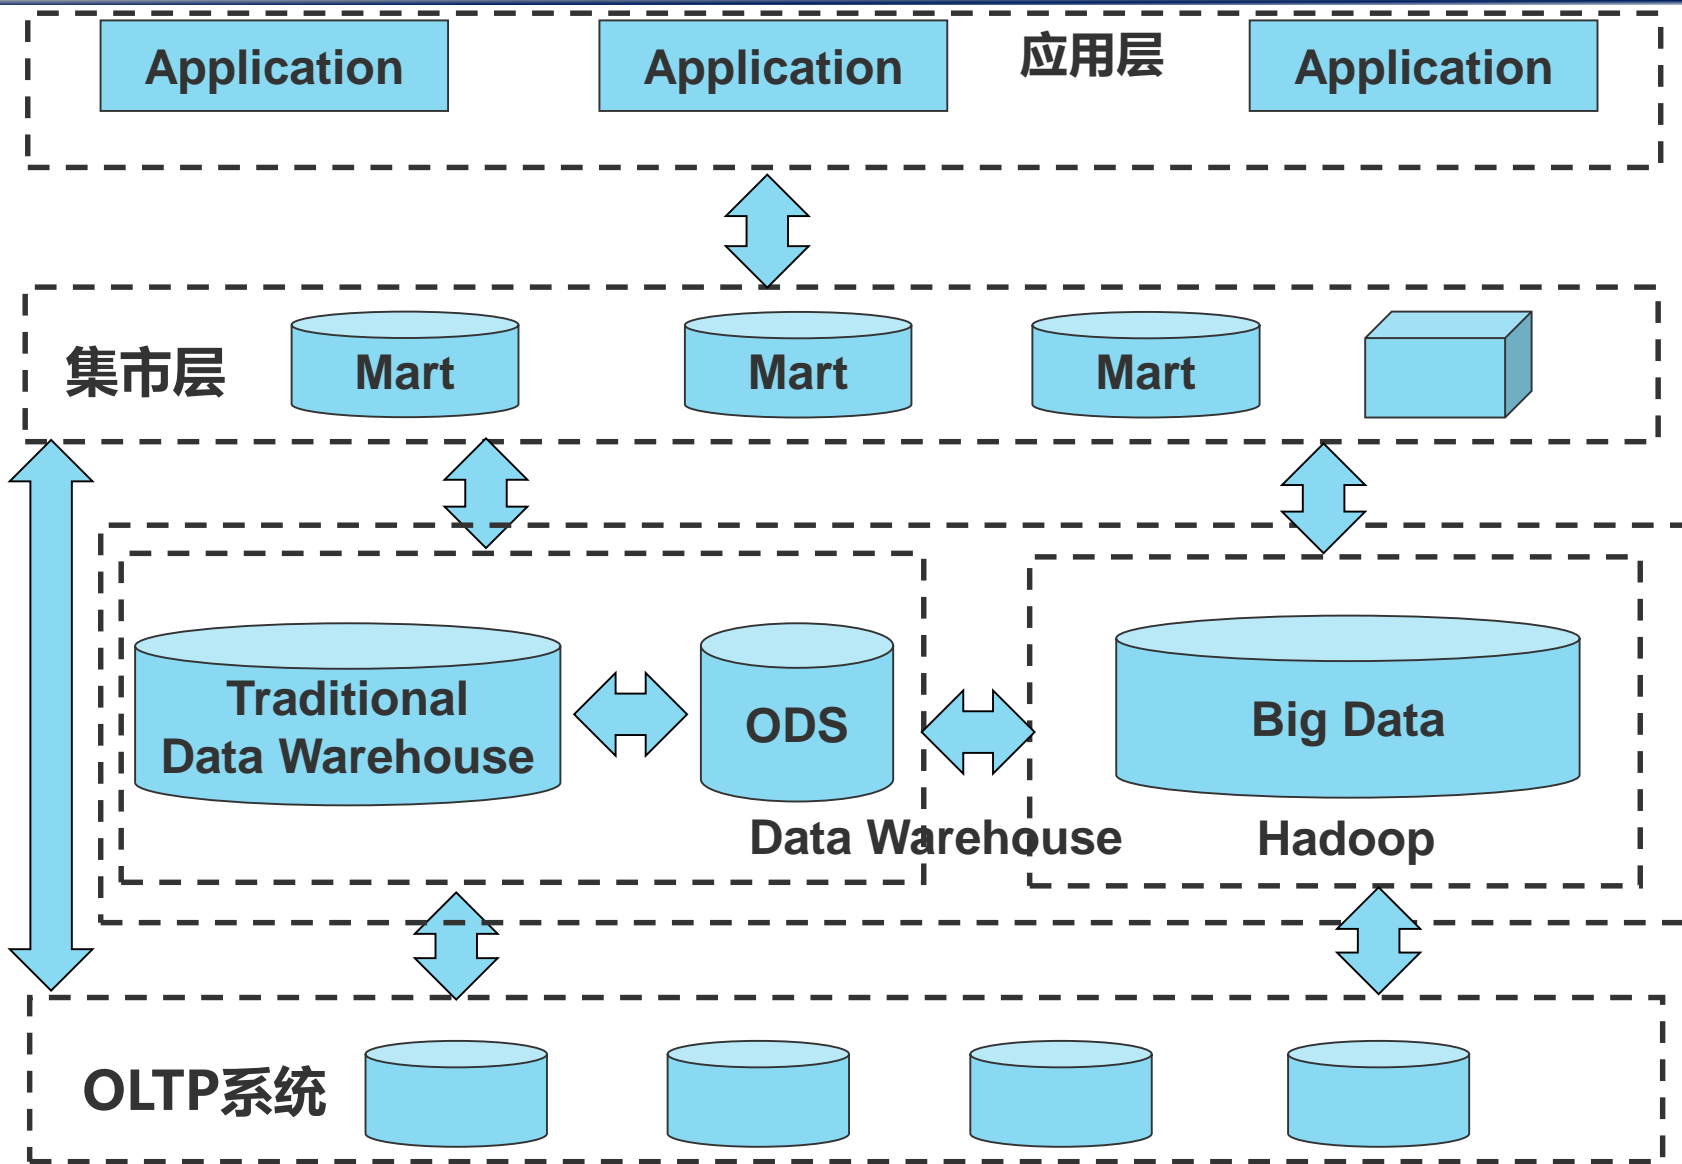 Application
Application
应用层
Application
集市层
Mart
Mart
Mart
Traditional
Data Warehouse
ODS
Big Data
Data Warehouse
Hadoop
OLTP系统